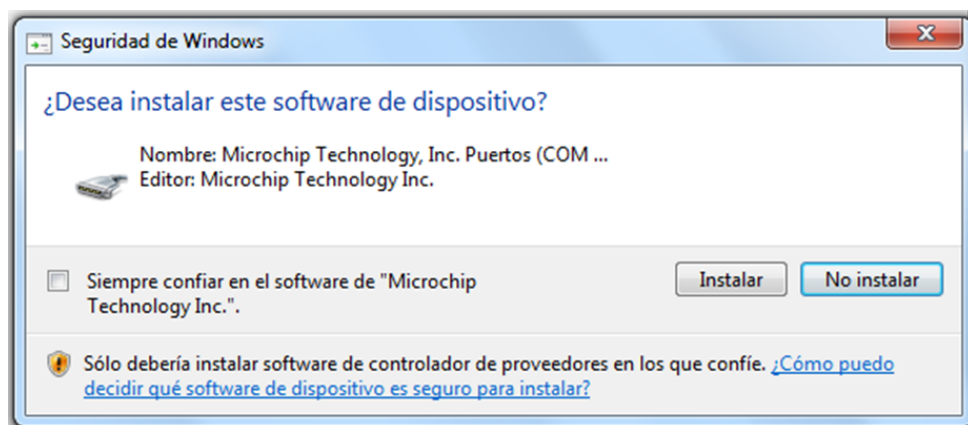 Seguridad de Windows
¿Desea instalar este software de dispositivo?
Nombre: Microchip Technology, Inc. Puertos (COM ...
Editor: Microchip Technology Inc.
Siempre confiar en el software de "Microchip
Technology Inc.".
Instalar
No instalar
Sólo debería instalar software de controlador de proveedores en los que confíe. ¿Cómo puedo
decidir qué software de dispositivo es seguro para instalar?